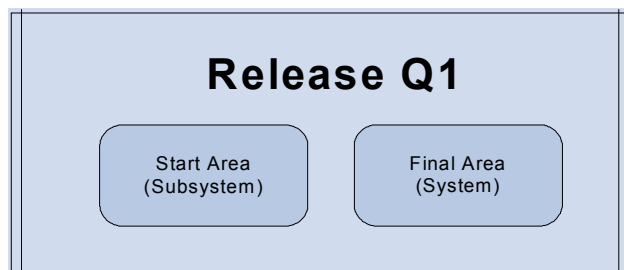 Release Q1
Start Area
(Subsystem)
Final Area
(System)